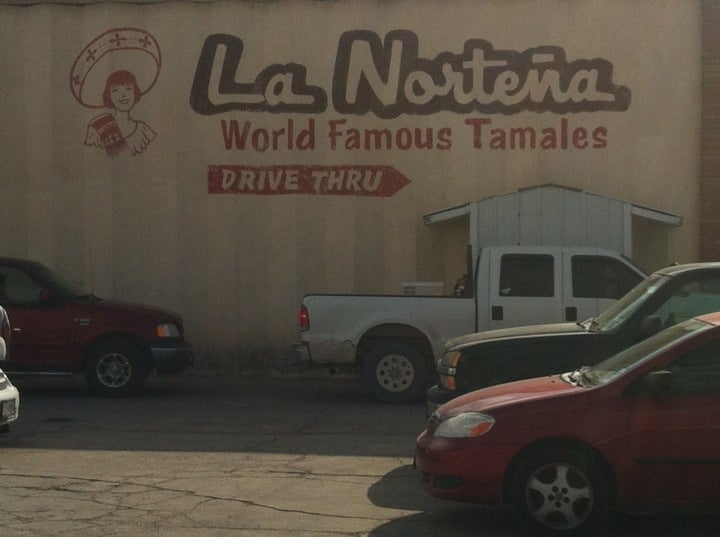 La Norteña
World Famous Tamales
DRIVE THRU